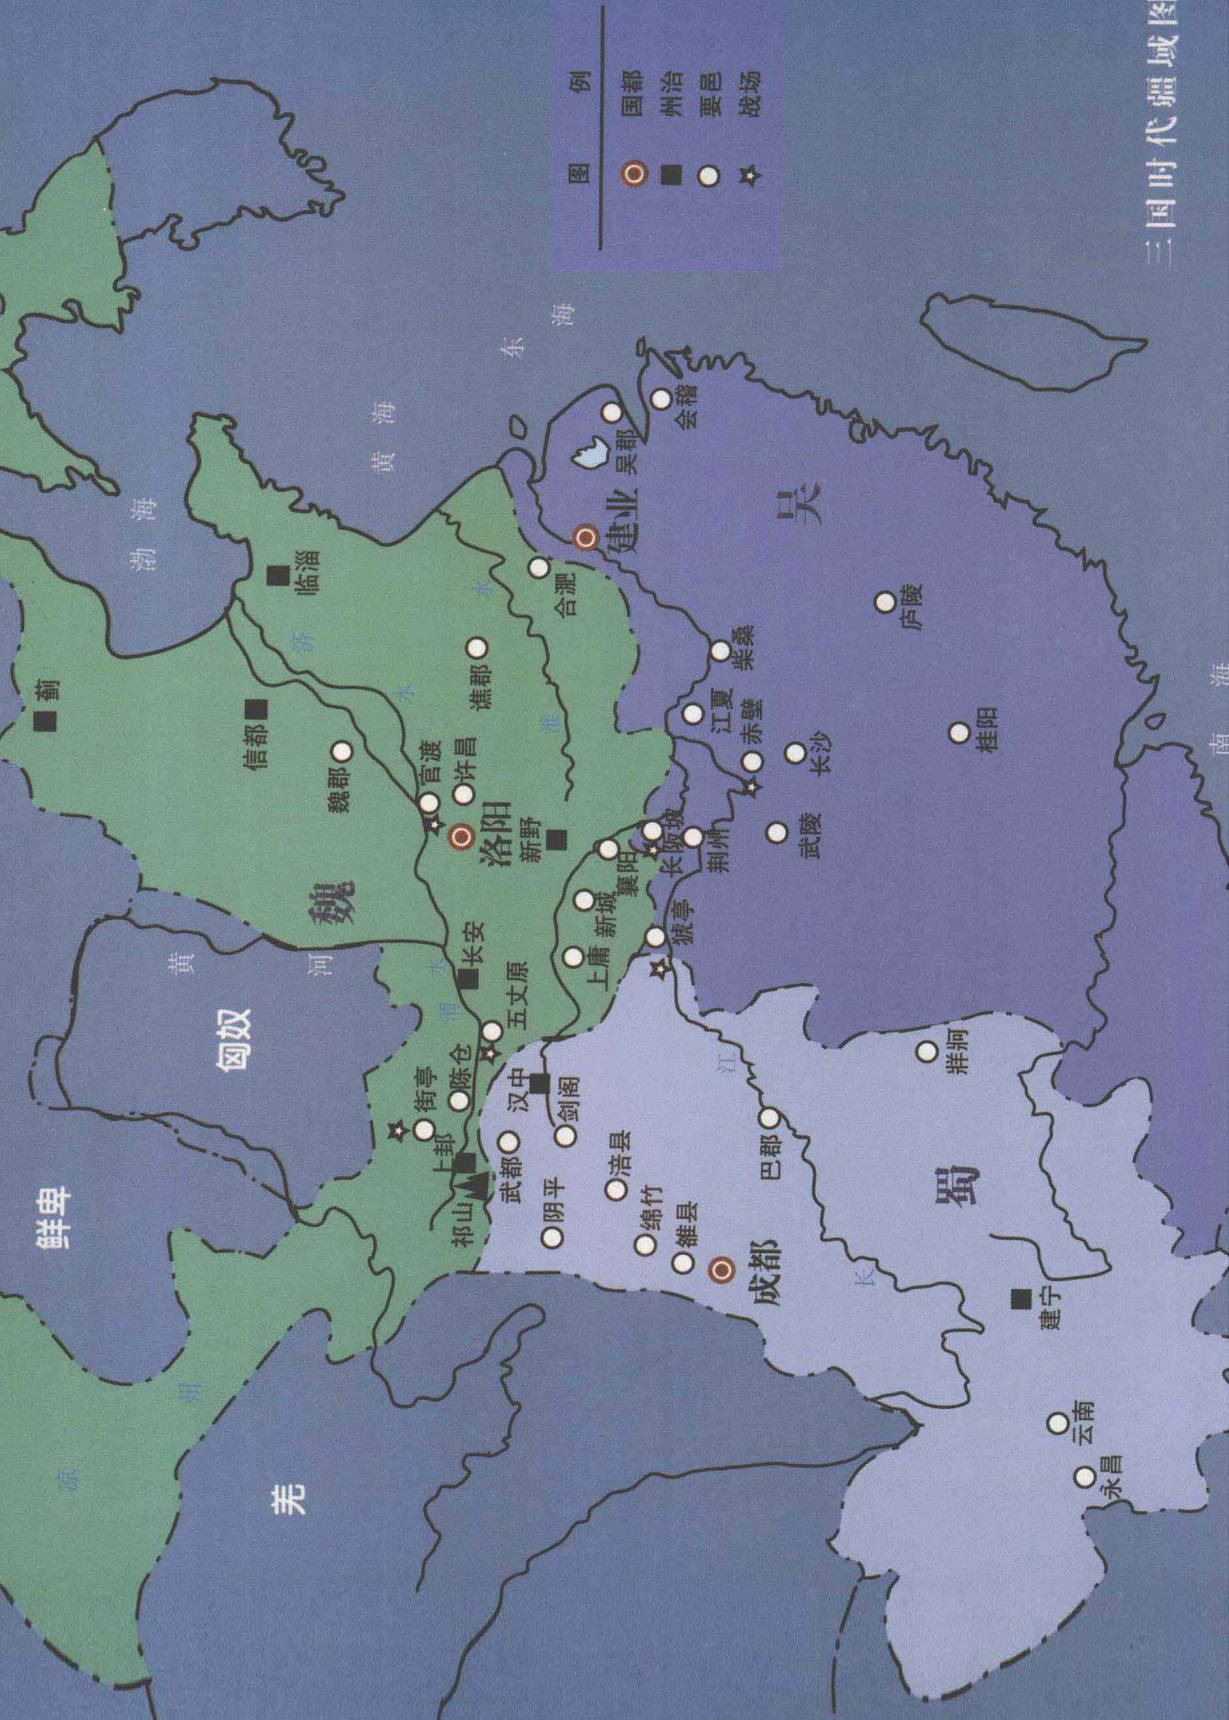 三国时代疆域图
图 例
国都
州治
要邑
战场
鲜卑
匈奴
羌
凉
州
黄
河
渤 海
黄 海
东 海
南 海
魏
蓟
信都
临淄
魏郡
济
水
官渡
许昌
洛阳
谯郡
淮
水
合淝
新野
襄阳
新城
上庸
长安
渭
水
五丈原
陈仓
街亭
上邽
祁山
蜀
汉中
剑阁
武都
阴平
涪县
绵竹
雒县
成都
巴郡
长
江
牂牁
建宁
云南
永昌
吴
建业
吴郡
会稽
柴桑
庐陵
江夏
赤壁
长沙
桂阳
武陵
荆州
长阪坡
猇亭